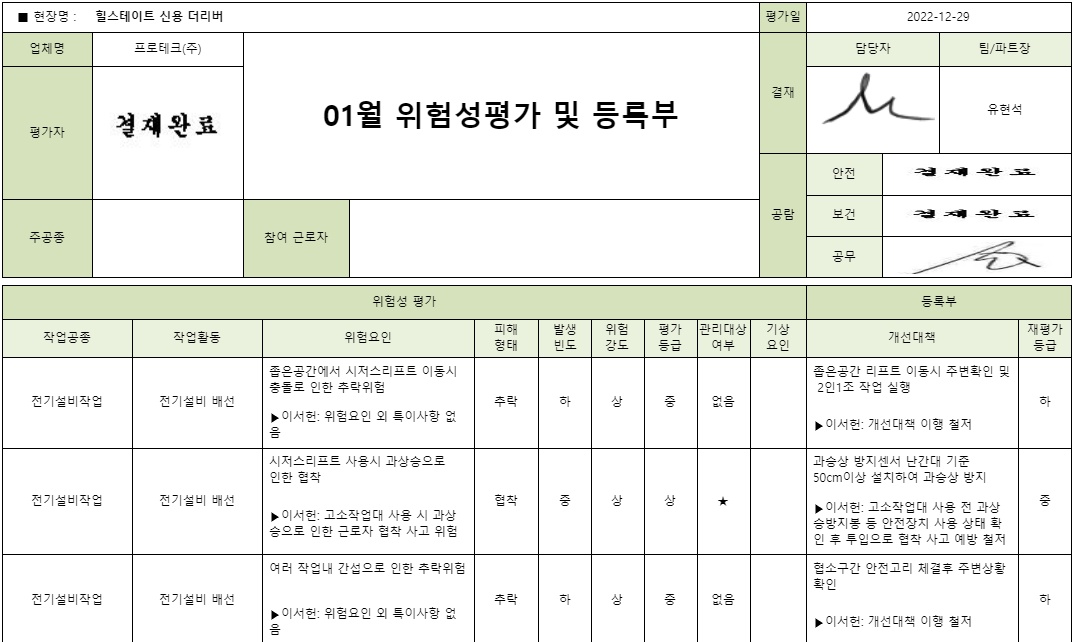 ■ 현장명 : 힐스테이트 신용 더리버
평가일
2022-12-29
업체명
프로테크(주)
01월 위험성평가 및 등록부
결재
담당자
팀/파트장
평가자
결재완료
유현석
공람
안전
결재완료
보건
결재완료
공무
주공종
참여 근로자
위험성 평가
등록부
작업공종
작업활동
위험요인
피해
형태
발생
빈도
위험
강도
평가
등급
관리대상
여부
기상
요인
개선대책
재평가
등급
전기설비작업
전기설비 배선
좁은공간에서 시저스리프트 이동시
충돌로 인한 추락위험
▶이서헌: 위험요인 외 특이사항 없
음
추락
하
상
중
없음
좁은공간 리프트 이동시 주변확인 및
2인1조 작업 실행
▶이서헌: 개선대책 이행 철저
하
전기설비작업
전기설비 배선
시저스리프트 사용시 과상승으로
인한 협착
▶이서헌: 고소작업대 사용 시 과상
승으로 인한 근로자 협착 사고 위험
협착
중
상
상
★
과승상 방지센서 난간대 기준
50cm이상 설치하여 과승상 방지
▶이서헌: 고소작업대 사용 전 과상
승방지봉 등 안전장치 사용 상태 확
인 후 투입으로 협착 사고 예방 철저
중
전기설비작업
전기설비 배선
여러 작업내 간섭으로 인한 추락위험
▶이서헌: 위험요인 외 특이사항 없
음
추락
하
상
중
없음
협소구간 안전고리 체결후 주변상황
확인
▶이서헌: 개선대책 이행 철저
하